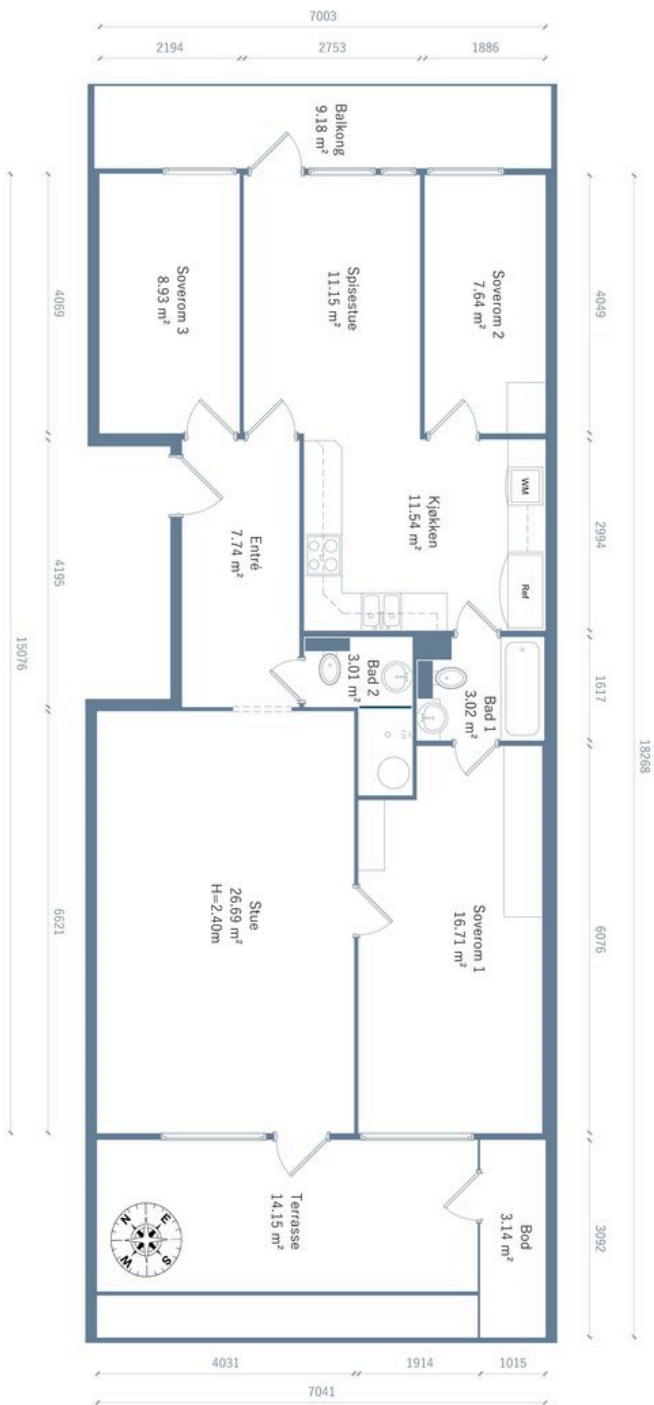 7003
2194
2753
1886
Balkong
9.18 m²
Soverom 3
8.93 m²
Spisestue
11.15 m²
Soverom 2
7.64 m²
4069
4049
Kjøkken
11.54 m²
WM
Ref
Entré
7.74 m²
4195
2994
15076
18268
Bad 2
3.01 m²
Bad 1
3.02 m²
1617
Stue
26.69 m²
H=2.40m
Soverom 1
16.71 m²
6621
6076
Terrasse
14.15 m²
Bod
3.14 m²
3092
N
E
W
S
4031
1914
1015
7041